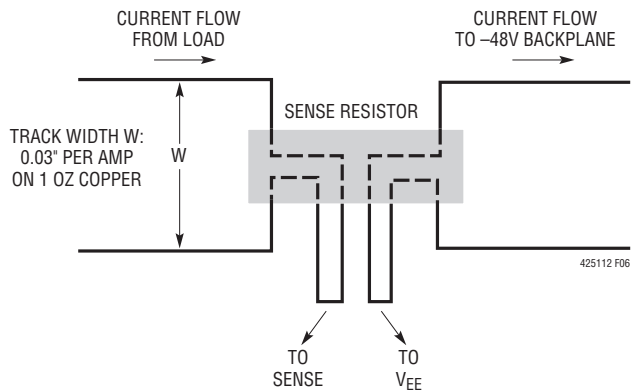 CURRENT FLOW
FROM LOAD
CURRENT FLOW
TO –48V BACKPLANE
SENSE RESISTOR
TRACK WIDTH W:
0.03" PER AMP
ON 1 OZ COPPER
W
425112 F06
TO
SENSE
TO
VEE